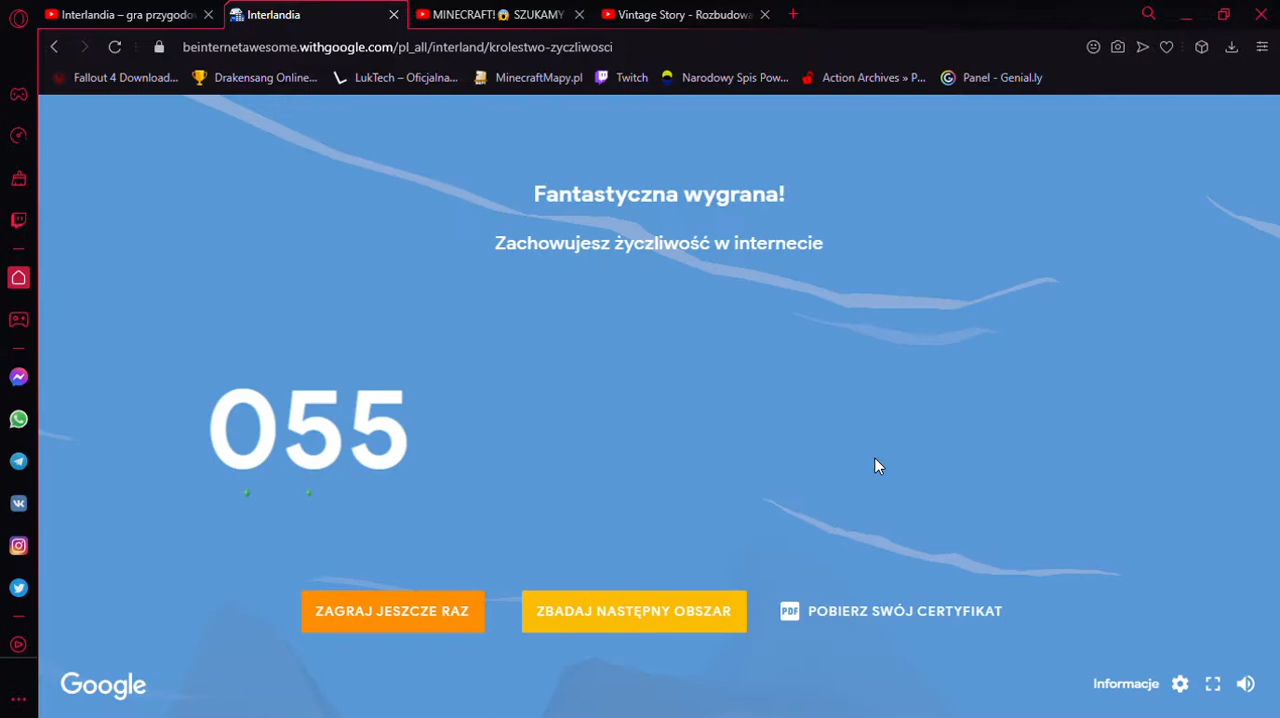 Interlandia – gra przygodo
Interlandia
MINECRAFT!😱 SZUKAMY
Vintage Story - Rozbudowa
beinternetawesome.withgoogle.com/pl_all/interland/krolestwo-zyczliwosci
Fallout 4 Download...
Drakensang Online...
LukTech – Oficjalna...
MinecraftMapy.pl
Twitch
Narodowy Spis Pow...
Action Archives » P...
Panel - Genial.ly
Fantastyczna wygrana!
Zachowujesz życzliwość w internecie
055
ZAGRAJ JESZCZE RAZ
ZBADAJ NASTĘPNY OBSZAR
PDF POBIERZ SWÓJ CERTYFIKAT
Google
Informacje